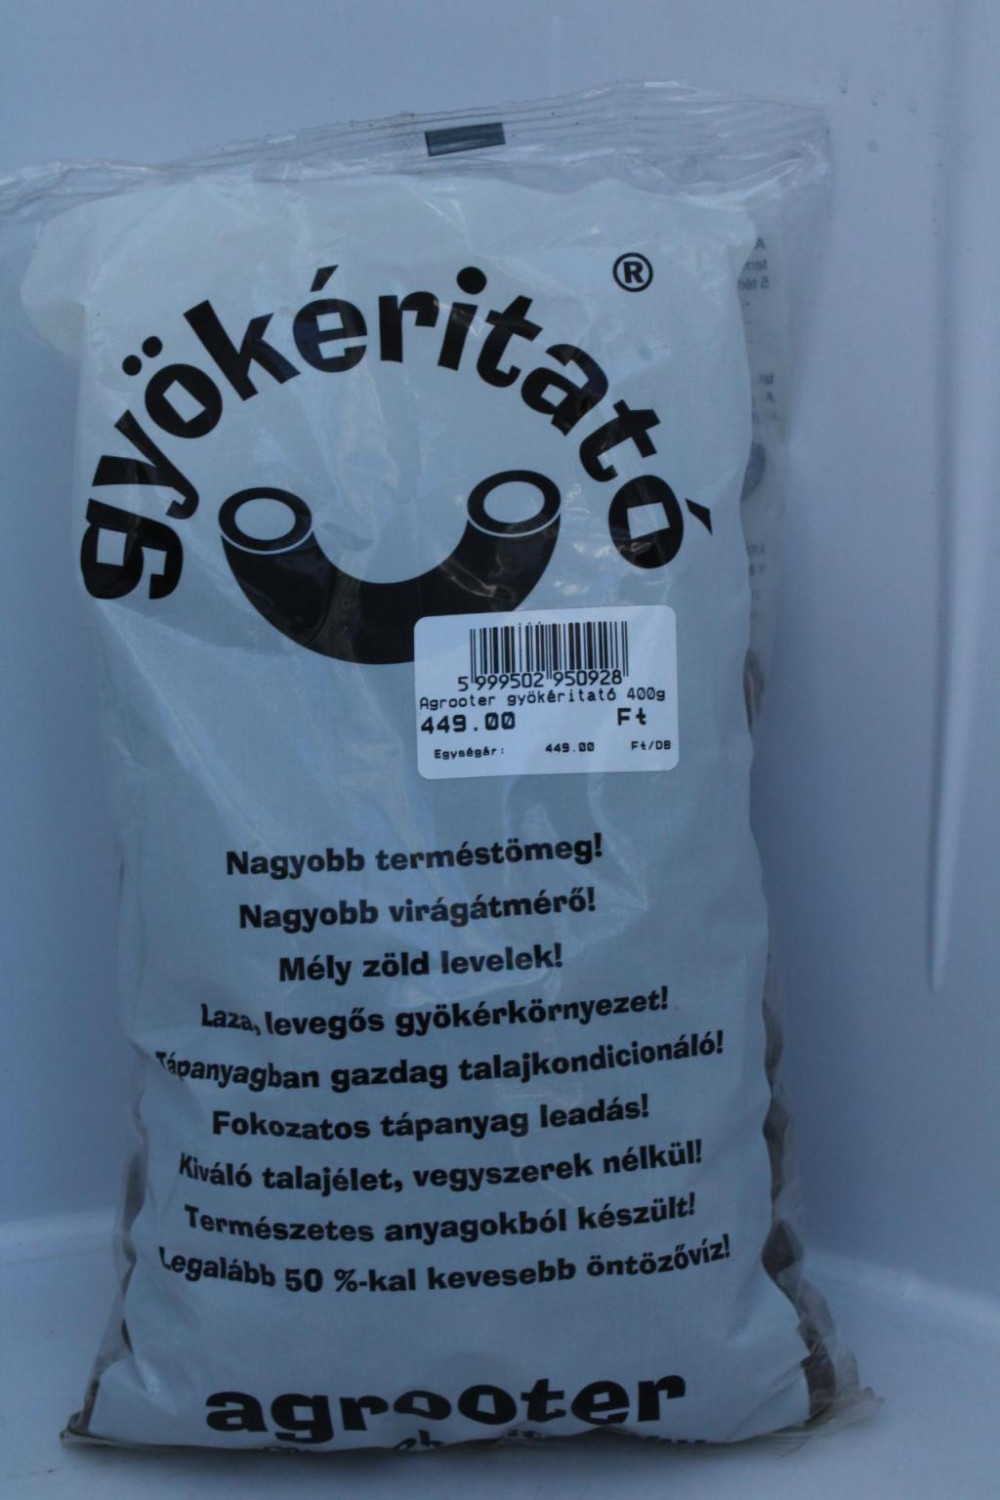 gyökéritató
®
5 999502 950928
Agrooter gyökéritató 400g
449.00 Ft
Egységár: 449.00 Ft/DB
Nagyobb terméstömeg!
Nagyobb virágátmérő!
Mély zöld levelek!
Laza, levegős gyökérkörnyezet!
Tápanyagban gazdag talajkondicionáló!
Fokozatos tápanyag leadás!
Kiváló talajélet, vegyszerek nélkül!
Természetes anyagokból készült!
Legalább 50 %-kal kevesebb öntözővíz!
agrooter